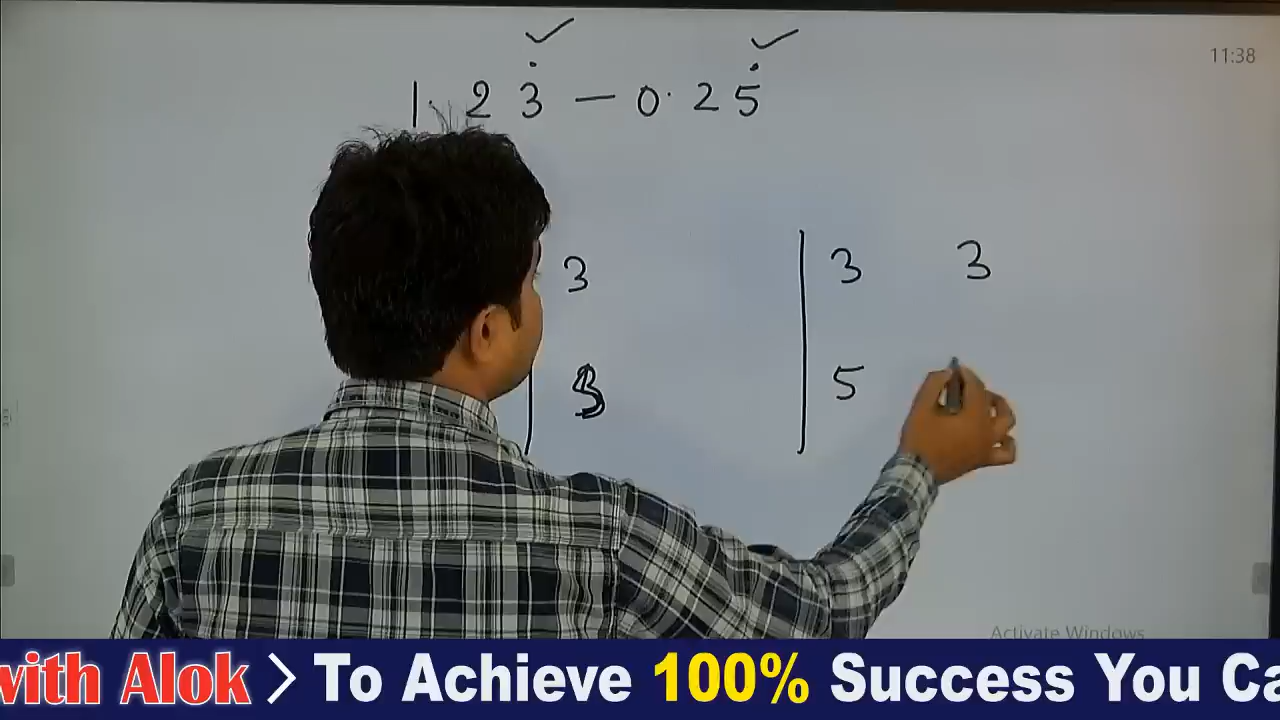 11:38
1.23̇ — 0.25̇
3 3 3
5
Activate Windows
with Alok > To Achieve 100% Success You Ca